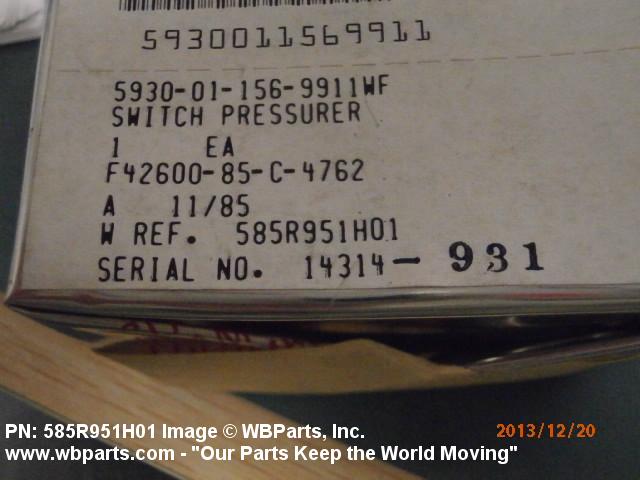 5930011569911
5930-01-156-9911WF
SWITCH PRESSURER
1 EA
F42600-85-C-4762
A 11/85
W REF. 585R951H01
SERIAL NO. 14314-931
PN: 585R951H01 Image © WBParts, Inc.
2013/12/20
www.wbparts.com - "Our Parts Keep the World Moving"